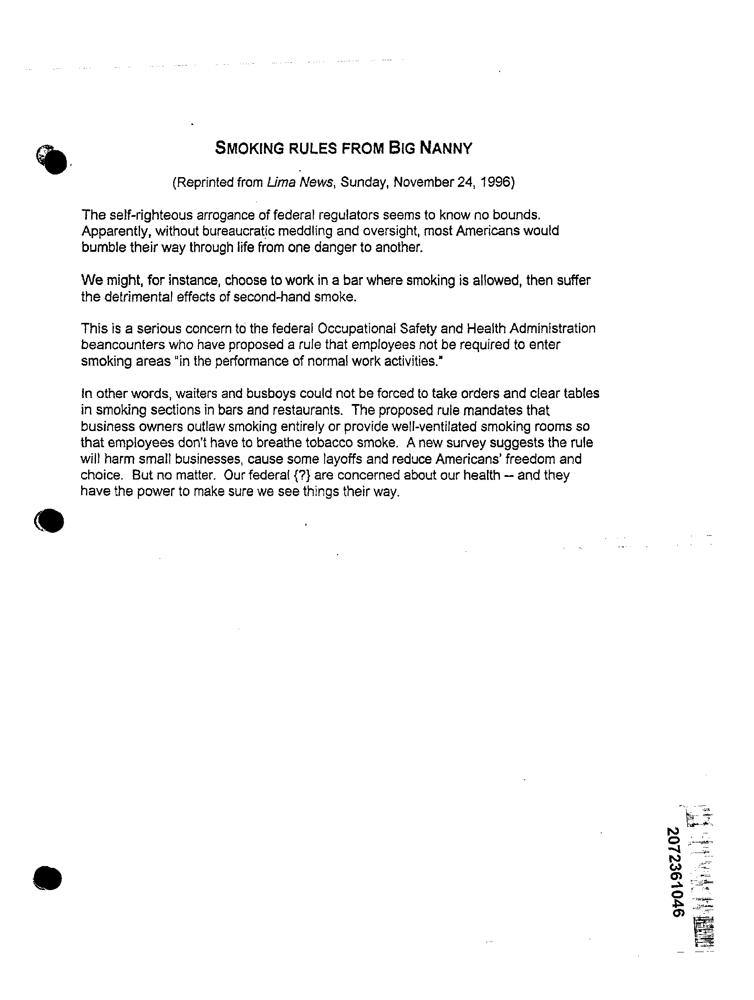 SMOKING RULES FROM BIG NANNY
(Reprinted from Lima News, Sunday, November 24, 1996)
The self-righteous arrogance of federal regulators seems to know no bounds.
Apparently, without bureaucratic meddling and oversight, most Americans would
bumble their way through life from one danger to another.
We might, for instance, choose to work in a bar where smoking is allowed, then suffer
the detrimental effects of second-hand smoke.
This is a serious concern to the federal Occupational Safety and Health Administration
beancounters who have proposed a rule that employees not be required to enter
smoking areas "in the performance of normal work activities."
In other words, waiters and busboys could not be forced to take orders and clear tables
in smoking sections in bars and restaurants. The proposed rule mandates that
business owners outlaw smoking entirely or provide well-ventilated smoking rooms so
that employees don't have to breathe tobacco smoke. A new survey suggests the rule
will harm small businesses, cause some layoffs and reduce Americans' freedom and
choice. But no matter. Our federal {?} are concerned about our health -- and they
have the power to make sure we see things their way.
2072361046